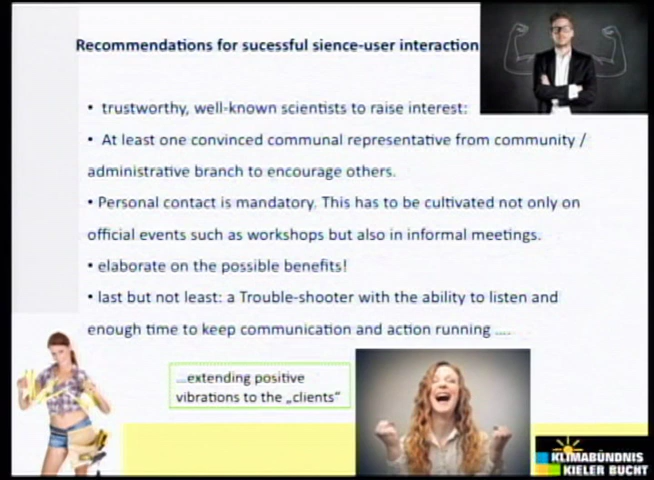 Recommendations for sucessful sience-user interaction
• trustworthy, well-known scientists to raise interest:
• At least one convinced communal representative from community /
administrative branch to encourage others.
• Personal contact is mandatory. This has to be cultivated not only on
official events such as workshops but also in informal meetings.
• elaborate on the possible benefits!
• last but not least: a Trouble-shooter with the ability to listen and
enough time to keep communication and action running ....
...extending positive
vibrations to the „clients“
KLIMABÜNDNIS
KIELER BUCHT